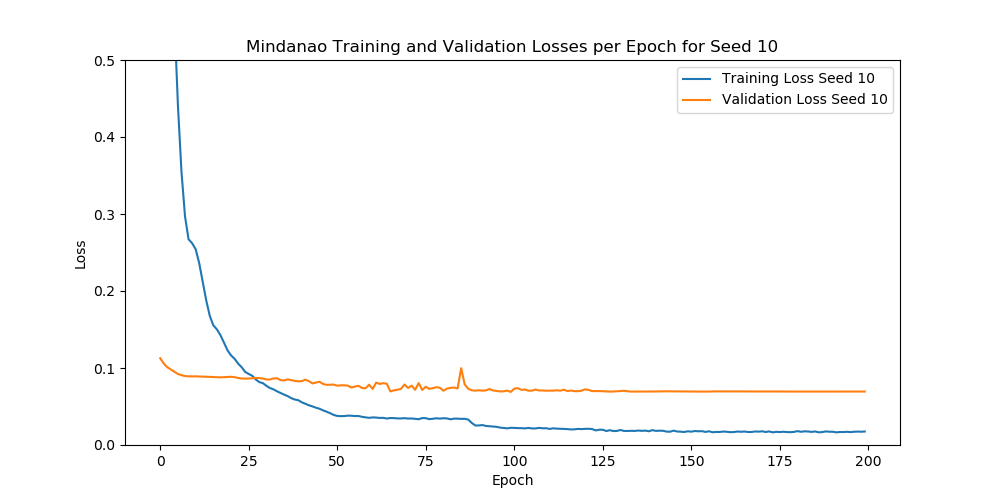 Mindanao Training and Validation Losses per Epoch for Seed 10
Training Loss Seed 10
Validation Loss Seed 10
Loss
0.5
0.4
0.3
0.2
0.1
0.0
0 25 50 75 100 125 150 175 200
Epoch